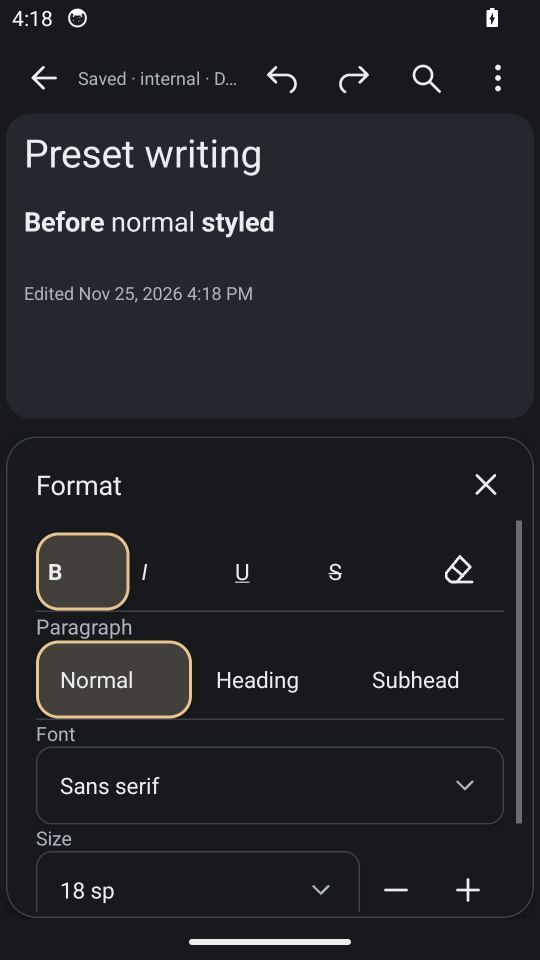 4:18
Saved · internal · D…
Preset writing
Before normal styled
Edited Nov 25, 2026 4:18 PM
Format
B I U S
Paragraph
Normal Heading Subhead
Font
Sans serif
Size
18 sp